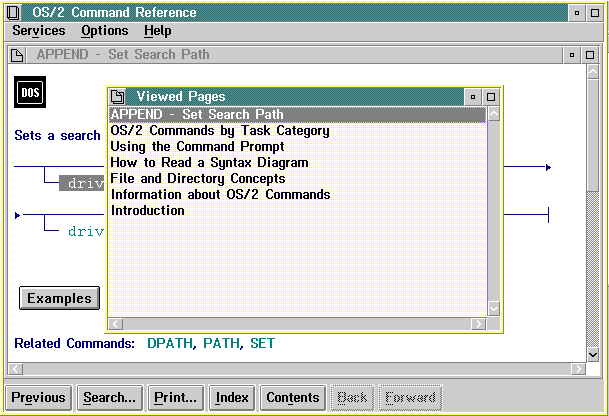 OS/2 Command Reference
Services Options Help
APPEND - Set Search Path
DOS
Viewed Pages
APPEND - Set Search Path
OS/2 Commands by Task Category
Using the Command Prompt
How to Read a Syntax Diagram
File and Directory Concepts
Information about OS/2 Commands
Introduction
Sets a search
driv
driv
Examples
Related Commands: DPATH, PATH, SET
Previous Search... Print... Index Contents Back Forward